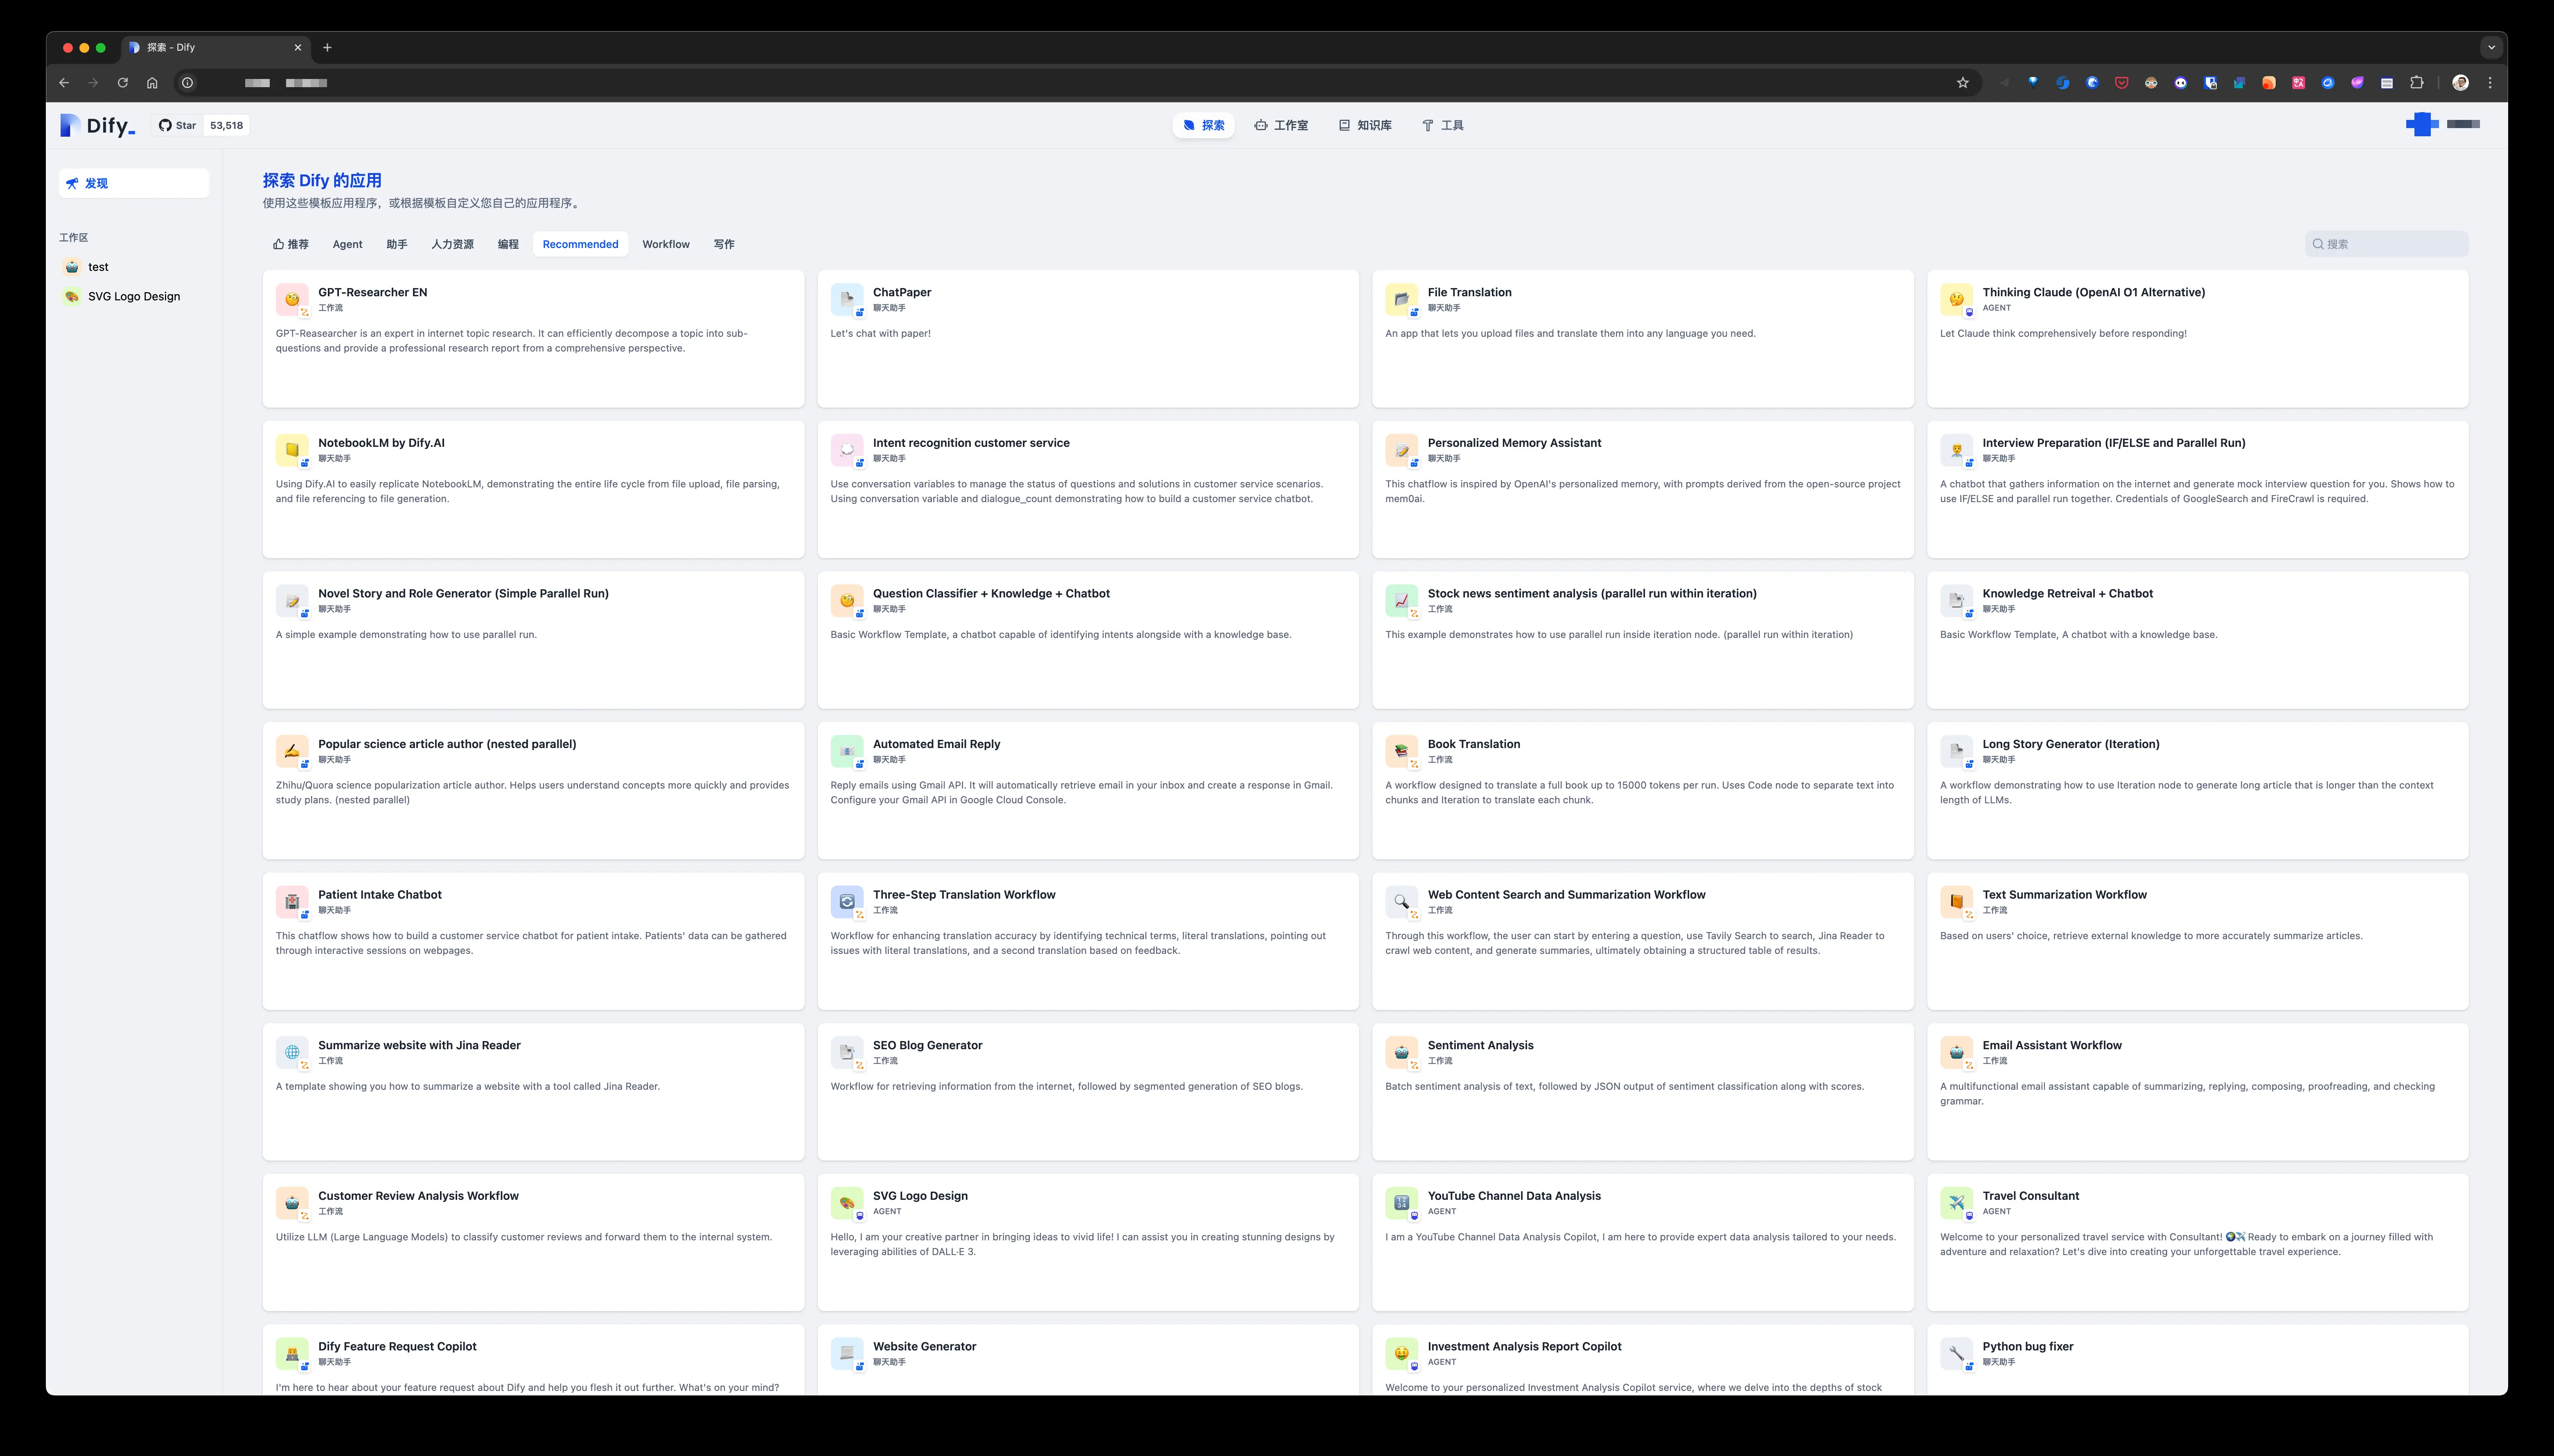 探索 - Dify
Dify_
Star 53,518
探索
工作室
知识库
工具
发现
工作区
test
SVG Logo Design
探索 Dify 的应用
使用这些模板应用程序，或根据模板自定义您自己的应用程序。
推荐 Agent 助手 人力资源 编程 Recommended Workflow 写作
搜索
GPT-Researcher EN
工作流
GPT-Reasearcher is an expert in internet topic research. It can efficiently decompose a topic into sub-
questions and provide a professional research report from a comprehensive perspective.
ChatPaper
聊天助手
Let's chat with paper!
File Translation
聊天助手
An app that lets you upload files and translate them into any language you need.
Thinking Claude (OpenAI O1 Alternative)
AGENT
Let Claude think comprehensively before responding!
NotebookLM by Dify.AI
聊天助手
Using Dify.AI to easily replicate NotebookLM, demonstrating the entire life cycle from file upload, file parsing,
and file referencing to file generation.
Intent recognition customer service
聊天助手
Use conversation variables to manage the status of questions and solutions in customer service scenarios.
Using conversation variable and dialogue_count demonstrating how to build a customer service chatbot.
Personalized Memory Assistant
聊天助手
This chatflow is inspired by OpenAI's personalized memory, with prompts derived from the open-source project
mem0ai.
Interview Preparation (IF/ELSE and Parallel Run)
聊天助手
A chatbot that gathers information on the internet and generate mock interview question for you. Shows how to
use IF/ELSE and parallel run together. Credentials of GoogleSearch and FireCrawl is required.
Novel Story and Role Generator (Simple Parallel Run)
聊天助手
A simple example demonstrating how to use parallel run.
Question Classifier + Knowledge + Chatbot
聊天助手
Basic Workflow Template, a chatbot capable of identifying intents alongside with a knowledge base.
Stock news sentiment analysis (parallel run within iteration)
工作流
This example demonstrates how to use parallel run inside iteration node. (parallel run within iteration)
Knowledge Retreival + Chatbot
聊天助手
Basic Workflow Template, A chatbot with a knowledge base.
Popular science article author (nested parallel)
聊天助手
Zhihu/Quora science popularization article author. Helps users understand concepts more quickly and provides
study plans. (nested parallel)
Automated Email Reply
聊天助手
Reply emails using Gmail API. It will automatically retrieve email in your inbox and create a response in Gmail.
Configure your Gmail API in Google Cloud Console.
Book Translation
工作流
A workflow designed to translate a full book up to 15000 tokens per run. Uses Code node to separate text into
chunks and Iteration to translate each chunk.
Long Story Generator (Iteration)
聊天助手
A workflow demonstrating how to use Iteration node to generate long article that is longer than the context
length of LLMs.
Patient Intake Chatbot
聊天助手
This chatflow shows how to build a customer service chatbot for patient intake. Patients' data can be gathered
through interactive sessions on webpages.
Three-Step Translation Workflow
工作流
Workflow for enhancing translation accuracy by identifying technical terms, literal translations, pointing out
issues with literal translations, and a second translation based on feedback.
Web Content Search and Summarization Workflow
工作流
Through this workflow, the user can start by entering a question, use Tavily Search to search, Jina Reader to
crawl web content, and generate summaries, ultimately obtaining a structured table of results.
Text Summarization Workflow
工作流
Based on users' choice, retrieve external knowledge to more accurately summarize articles.
Summarize website with Jina Reader
工作流
A template showing you how to summarize a website with a tool called Jina Reader.
SEO Blog Generator
工作流
Workflow for retrieving information from the internet, followed by segmented generation of SEO blogs.
Sentiment Analysis
工作流
Batch sentiment analysis of text, followed by JSON output of sentiment classification along with scores.
Email Assistant Workflow
工作流
A multifunctional email assistant capable of summarizing, replying, composing, proofreading, and checking
grammar.
Customer Review Analysis Workflow
工作流
Utilize LLM (Large Language Models) to classify customer reviews and forward them to the internal system.
SVG Logo Design
AGENT
Hello, I am your creative partner in bringing ideas to vivid life! I can assist you in creating stunning designs by
leveraging abilities of DALL·E 3.
YouTube Channel Data Analysis
AGENT
I am a YouTube Channel Data Analysis Copilot, I am here to provide expert data analysis tailored to your needs.
Travel Consultant
AGENT
Welcome to your personalized travel service with Consultant! 🌍✈️ Ready to embark on a journey filled with
adventure and relaxation? Let's dive into creating your unforgettable travel experience.
Dify Feature Request Copilot
聊天助手
I'm here to hear about your feature request about Dify and help you flesh it out further. What's on your mind?
Website Generator
聊天助手
Investment Analysis Report Copilot
AGENT
Welcome to your personalized Investment Analysis Copilot service, where we delve into the depths of stock
Python bug fixer
聊天助手